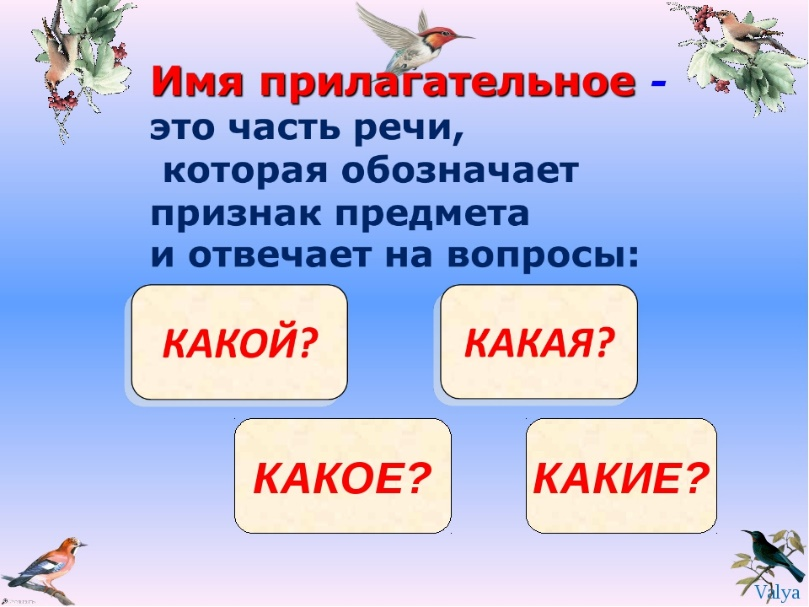 Имя прилагательное -
это часть речи,
которая обозначает
признак предмета
и отвечает на вопросы:
КАКОЙ?
КАКАЯ?
КАКОЕ?
КАКИЕ?
Valya